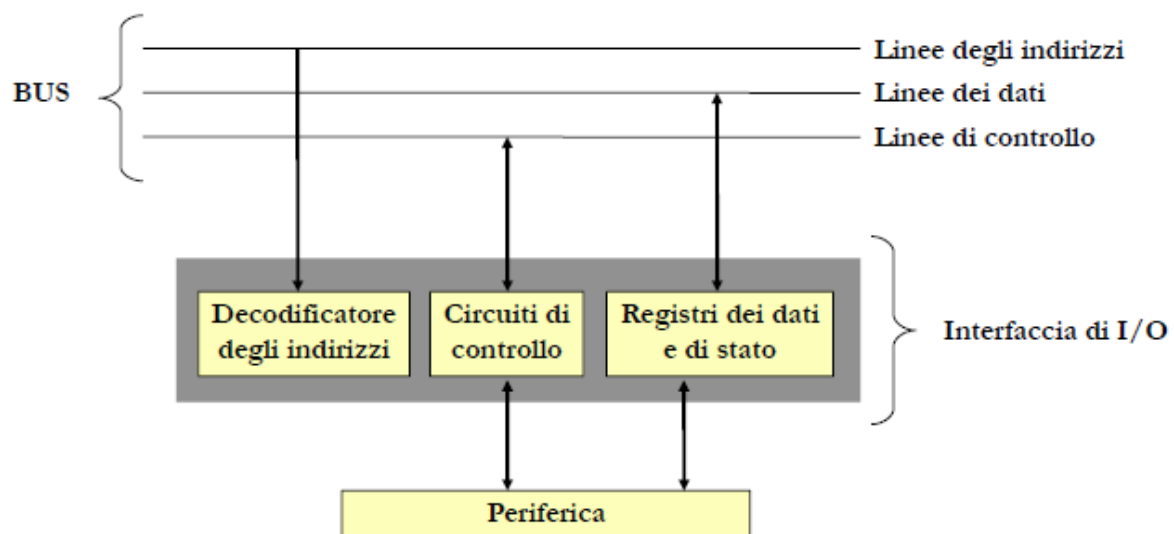 Linee degli indirizzi
BUS
Linee dei dati
Linee di controllo
Decodificatore
degli indirizzi
Circuiti di
controllo
Registri dei dati
e di stato
Interfaccia di I/O
Periferica